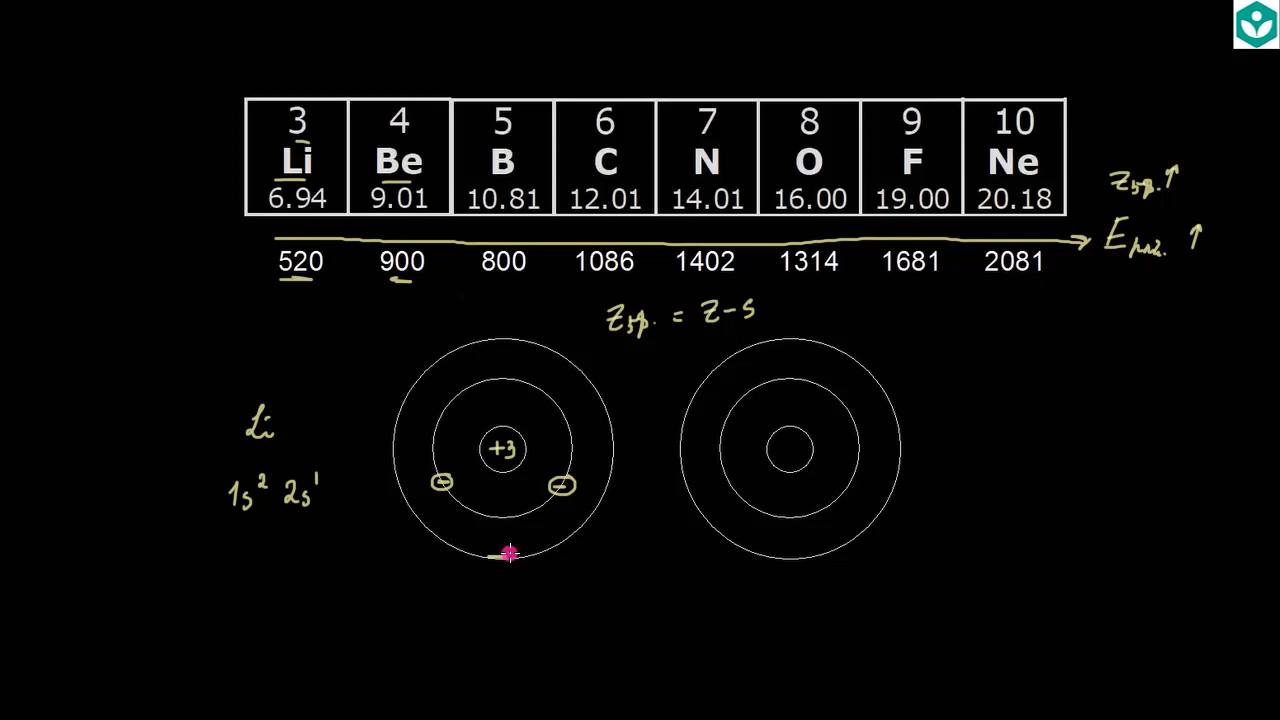 3 4 5 6 7 8 9 10
Li Be B C N O F Ne
6.94 9.01 10.81 12.01 14.01 16.00 19.00 20.18
Zэф.↑
↑
520 900 800 1086 1402 1314 1681 2081
Zэф. = Z-S
Li
+3
1s² 2s¹
- -
-